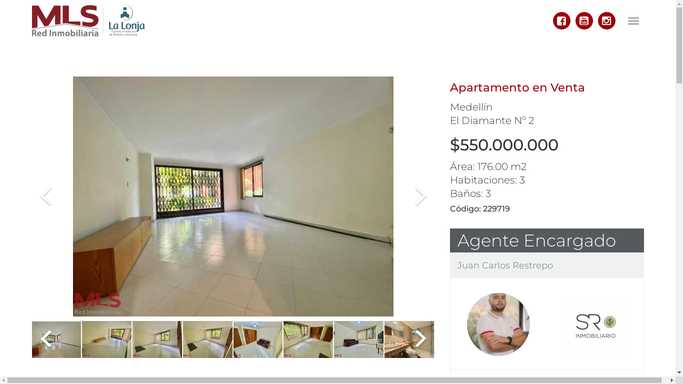 MLS
Red Inmobiliaria
La Lonja
Apartamento en Venta
Medellín
El Diamante Nº 2
$550.000.000
Área: 176.00 m2
Habitaciones: 3
Baños: 3
Código: 229719
Agente Encargado
Juan Carlos Restrepo
SR
INMOBILIARIO
MLS
Red Inmobiliaria